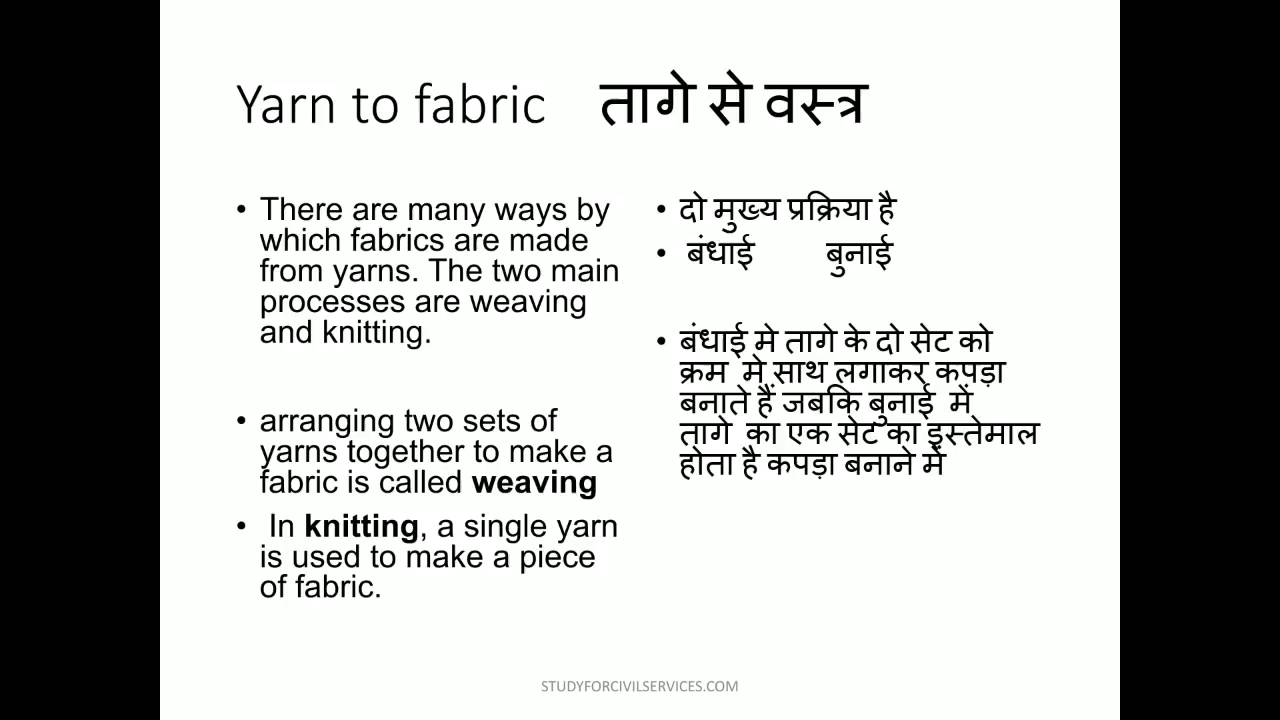 Yarn to fabric तागे से वस्त्र
• There are many ways by
which fabrics are made
from yarns. The two main
processes are weaving
and knitting.
• arranging two sets of
yarns together to make a
fabric is called weaving
• In knitting, a single yarn
is used to make a piece
of fabric.
• दो मुख्य प्रक्रिया है
• बंधाई बुनाई
• बंधाई मे तागे के दो सेट को
क्रम में साथ लगाकर कपड़ा
बनाते हैं जबकि बुनाई में
तागे का एक सेट का इस्तेमाल
होता है कपड़ा बनाने में
STUDYFORCIVILSERVICES.COM